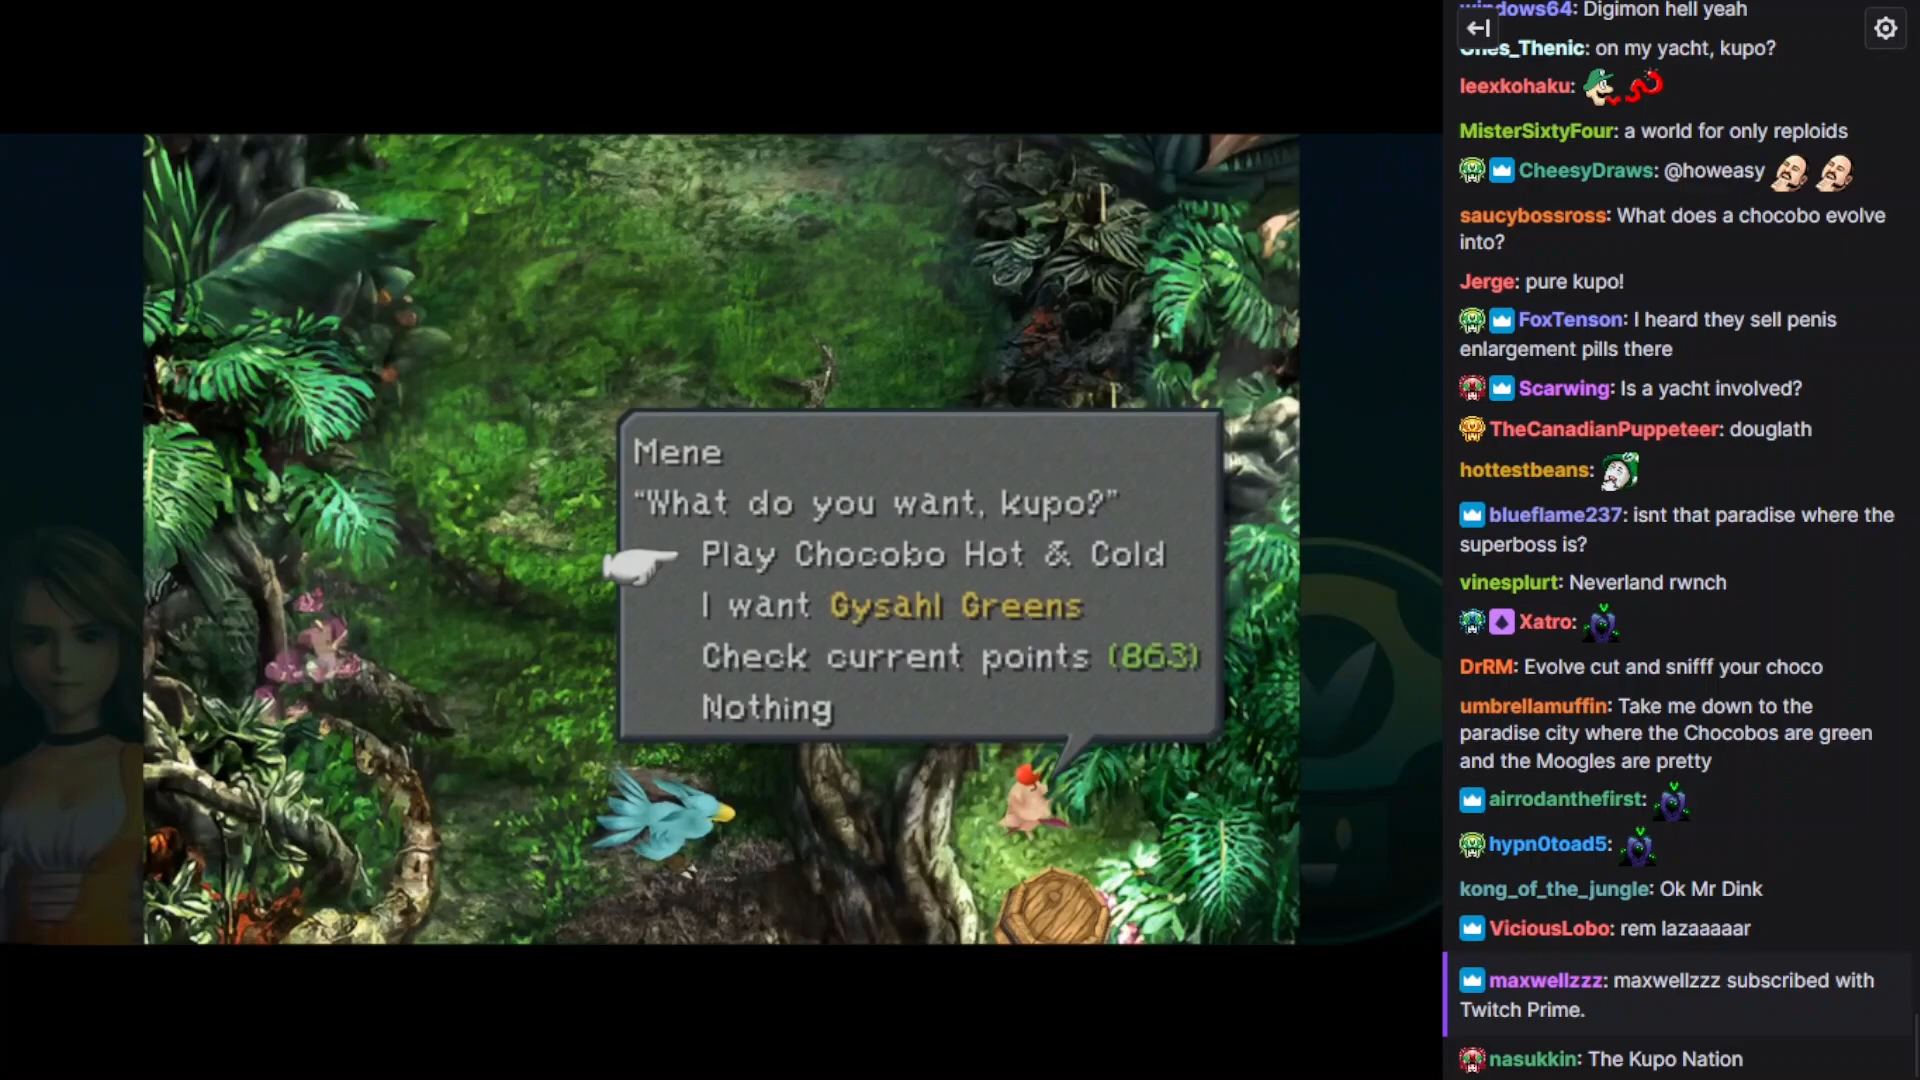 Mene
“What do you want, kupo?”
Play Chocobo Hot & Cold
I want Gysahl Greens
Check current points (863)
Nothing
windows64: Digimon hell yeah
Ones_Thenic: on my yacht, kupo?
leexkohaku:
MisterSixtyFour: a world for only reploids
CheesyDraws: @howeasy
saucybossross: What does a chocobo evolve
into?
Jerge: pure kupo!
FoxTenson: I heard they sell penis
enlargement pills there
Scarwing: Is a yacht involved?
TheCanadianPuppeteer: douglath
hottestbeans:
blueflame237: isnt that paradise where the
superboss is?
vinesplurt: Neverland rwnch
Xatro:
DrRM: Evolve cut and snifff your choco
umbrellamuffin: Take me down to the
paradise city where the Chocobos are green
and the Moogles are pretty
airrodanthefirst:
hypn0toad5:
kong_of_the_jungle: Ok Mr Dink
ViciousLobo: rem lazaaaaar
maxwellzzz: maxwellzzz subscribed with
Twitch Prime.
nasukkin: The Kupo Nation